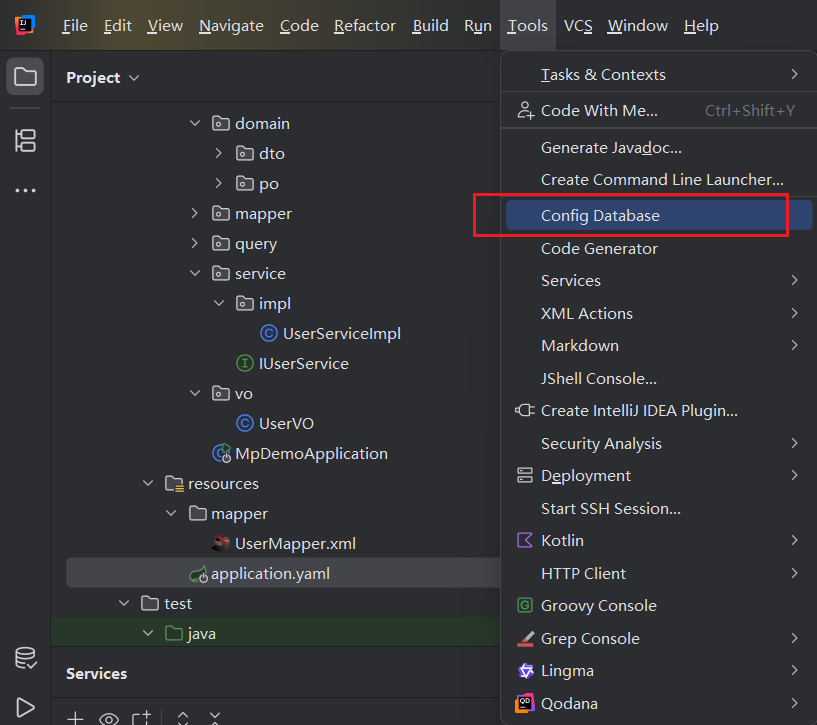 File Edit View Navigate Code Refactor Build Run Tools VCS Window Help
Project
domain
dto
po
mapper
query
service
impl
UserServiceImpl
IUserService
vo
UserVO
MpDemoApplication
resources
mapper
UserMapper.xml
application.yaml
test
java
Services
Tasks & Contexts
Code With Me... Ctrl+Shift+Y
Generate Javadoc...
Create Command Line Launcher...
Config Database
Code Generator
Services
XML Actions
Markdown
JShell Console...
Create IntelliJ IDEA Plugin...
Security Analysis
Deployment
Start SSH Session...
Kotlin
HTTP Client
Groovy Console
Grep Console
Lingma
Qodana